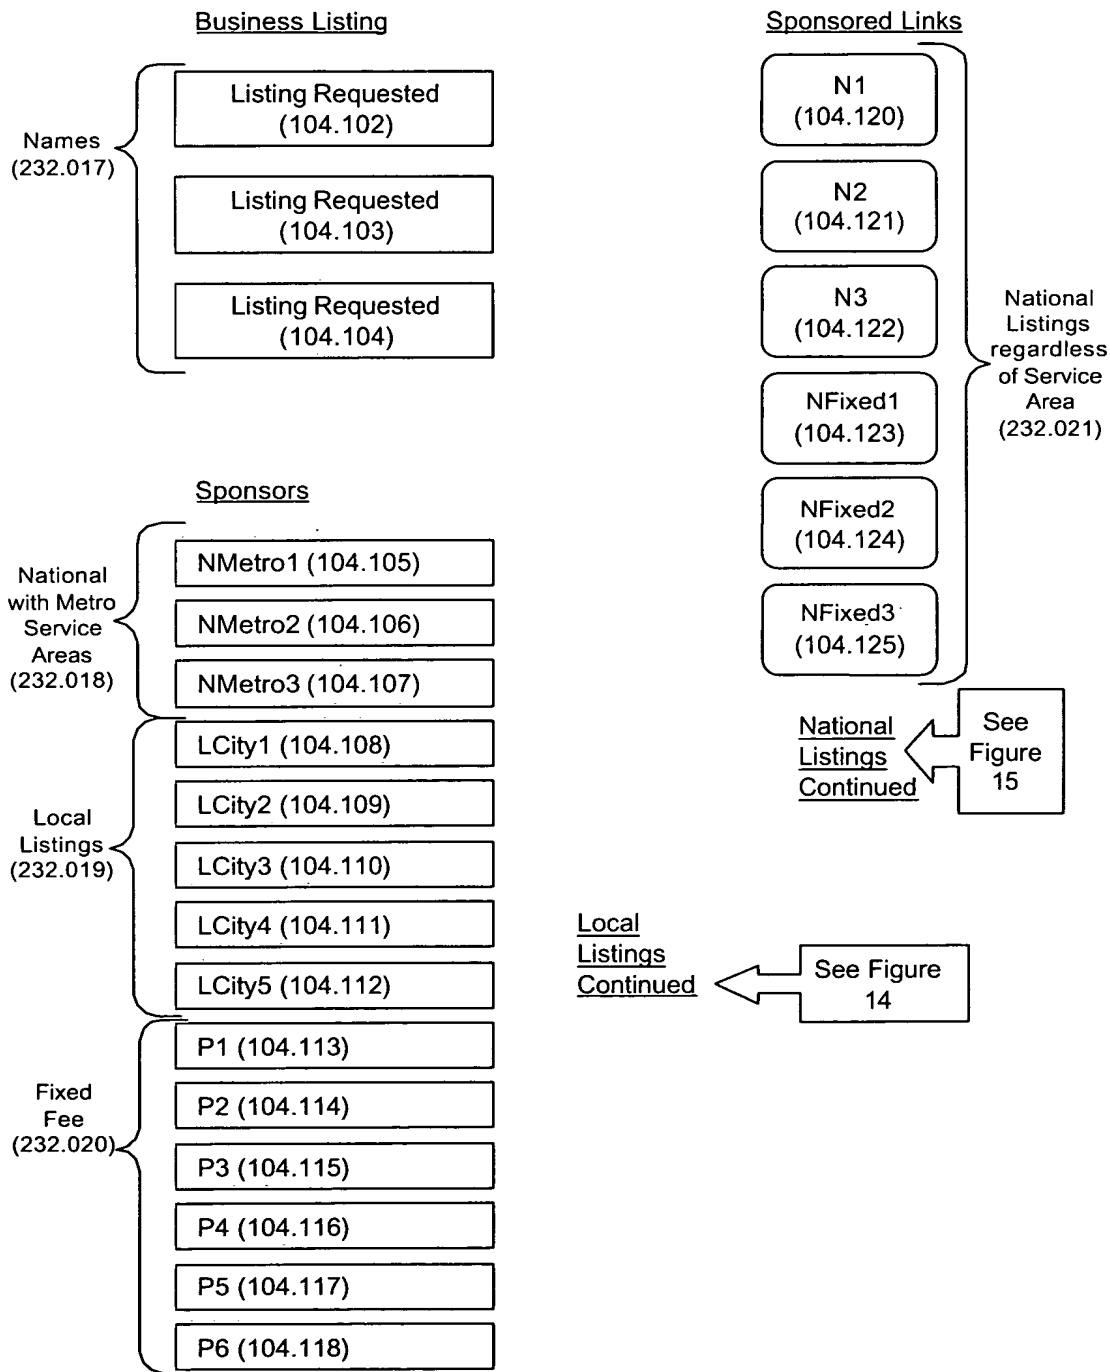 Business Listing
Names
(232.017)
Listing Requested
(104.102)
Listing Requested
(104.103)
Listing Requested
(104.104)
Sponsors
National
with Metro
Service
Areas
(232.018)
NMetro1 (104.105)
NMetro2 (104.106)
NMetro3 (104.107)
Local
Listings
(232.019)
LCity1 (104.108)
LCity2 (104.109)
LCity3 (104.110)
LCity4 (104.111)
LCity5 (104.112)
Fixed
Fee
(232.020)
P1 (104.113)
P2 (104.114)
P3 (104.115)
P4 (104.116)
P5 (104.117)
P6 (104.118)
Sponsored Links
N1
(104.120)
N2
(104.121)
N3
(104.122)
NFixed1
(104.123)
NFixed2
(104.124)
NFixed3
(104.125)
National
Listings
regardless
of Service
Area
(232.021)
National
Listings
Continued
See
Figure
15
Local
Listings
Continued
See Figure
14